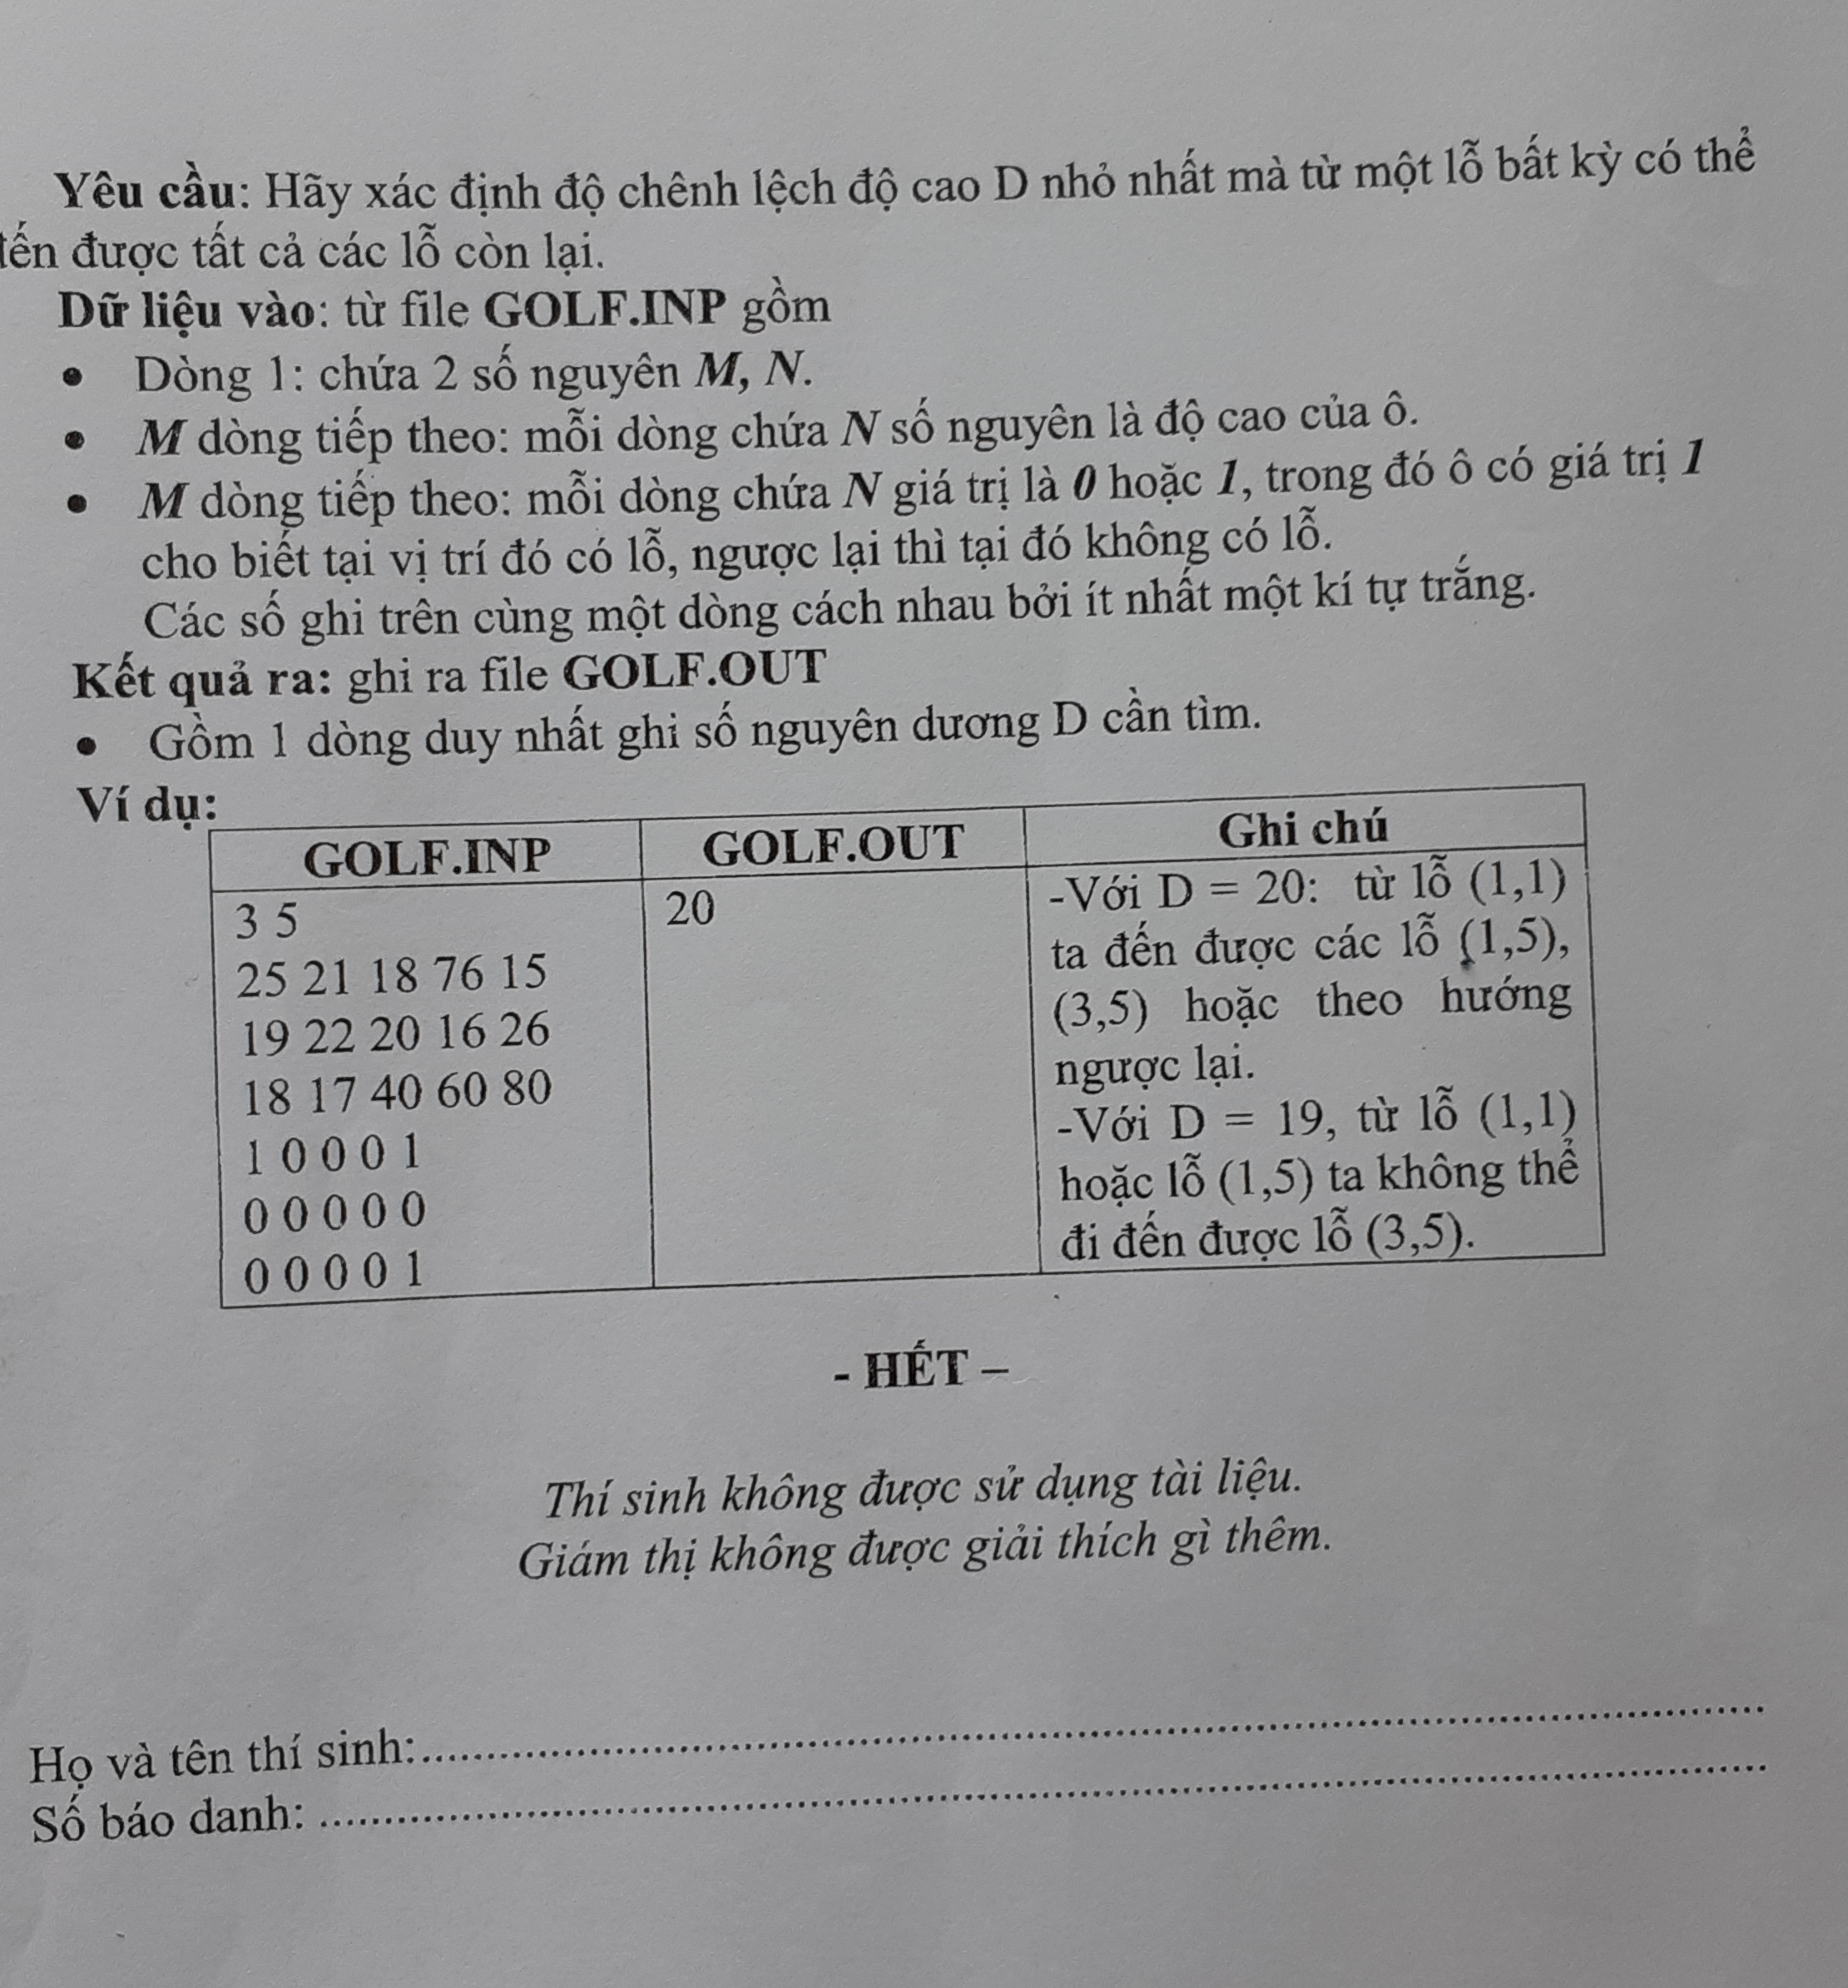 Yêu cầu: Hãy xác định độ chênh lệch độ cao D nhỏ nhất mà từ một lỗ bất kỳ có thể
đến được tất cả các lỗ còn lại.
Dữ liệu vào: từ file GOLF.INP gồm
• Dòng 1: chứa 2 số nguyên M, N.
• M dòng tiếp theo: mỗi dòng chứa N số nguyên là độ cao của ô.
• M dòng tiếp theo: mỗi dòng chứa N giá trị là 0 hoặc 1, trong đó ô có giá trị 1
cho biết tại vị trí đó có lỗ, ngược lại thì tại đó không có lỗ.
Các số ghi trên cùng một dòng cách nhau bởi ít nhất một kí tự trắng.
Kết quả ra: ghi ra file GOLF.OUT
• Gồm 1 dòng duy nhất ghi số nguyên dương D cần tìm.
Ví dụ:
GOLF.INP
3 5
25 21 18 76 15
19 22 20 16 26
18 17 40 60 80
1 0 0 0 1
0 0 0 0 0
0 0 0 0 1
GOLF.OUT
20
Ghi chú
-Với D = 20: từ lỗ (1,1)
ta đến được các lỗ (1,5),
(3,5) hoặc theo hướng
ngược lại.
-Với D = 19, từ lỗ (1,1)
hoặc lỗ (1,5) ta không thể
đi đến được lỗ (3,5).
- HẾT –
Thí sinh không được sử dụng tài liệu.
Giám thị không được giải thích gì thêm.
Họ và tên thí sinh:
Số báo danh: